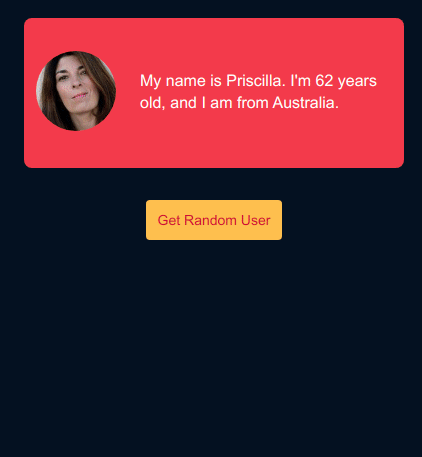 My name is Priscilla. I'm 62 years
old, and I am from Australia.
Get Random User